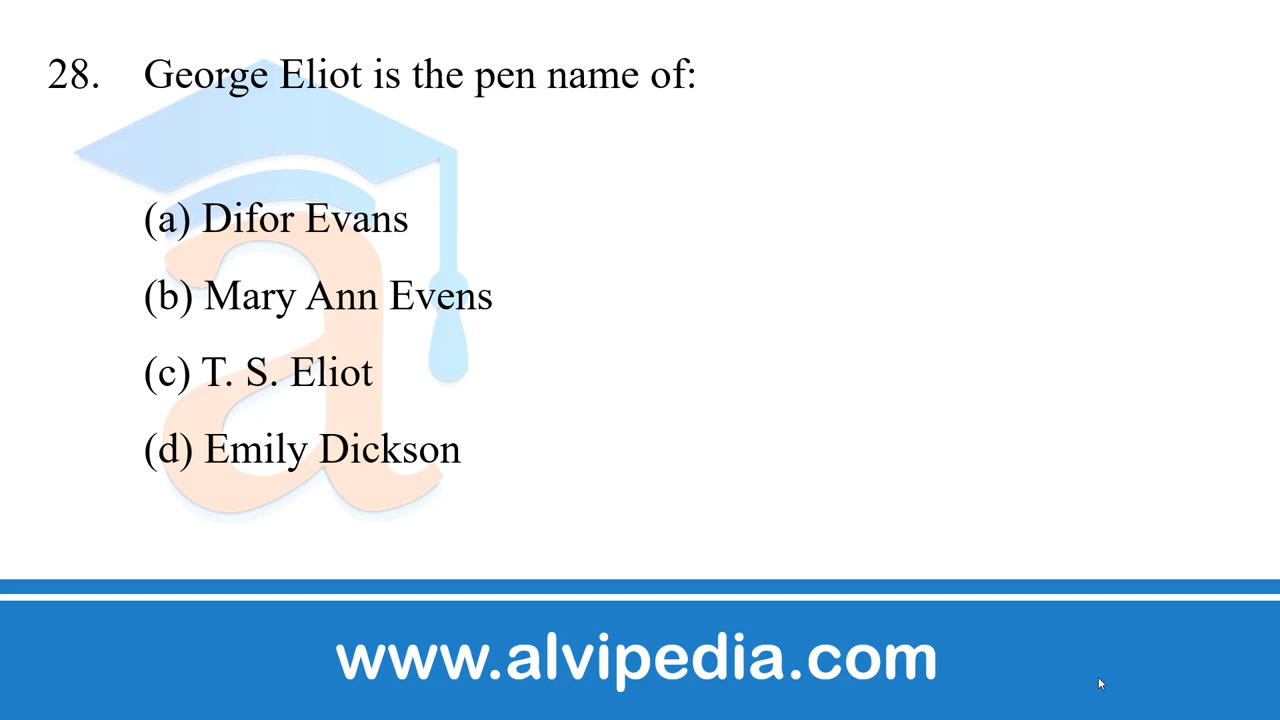 28. George Eliot is the pen name of:
(a) Difor Evans
(b) Mary Ann Evens
(c) T. S. Eliot
(d) Emily Dickson
www.alvipedia.com